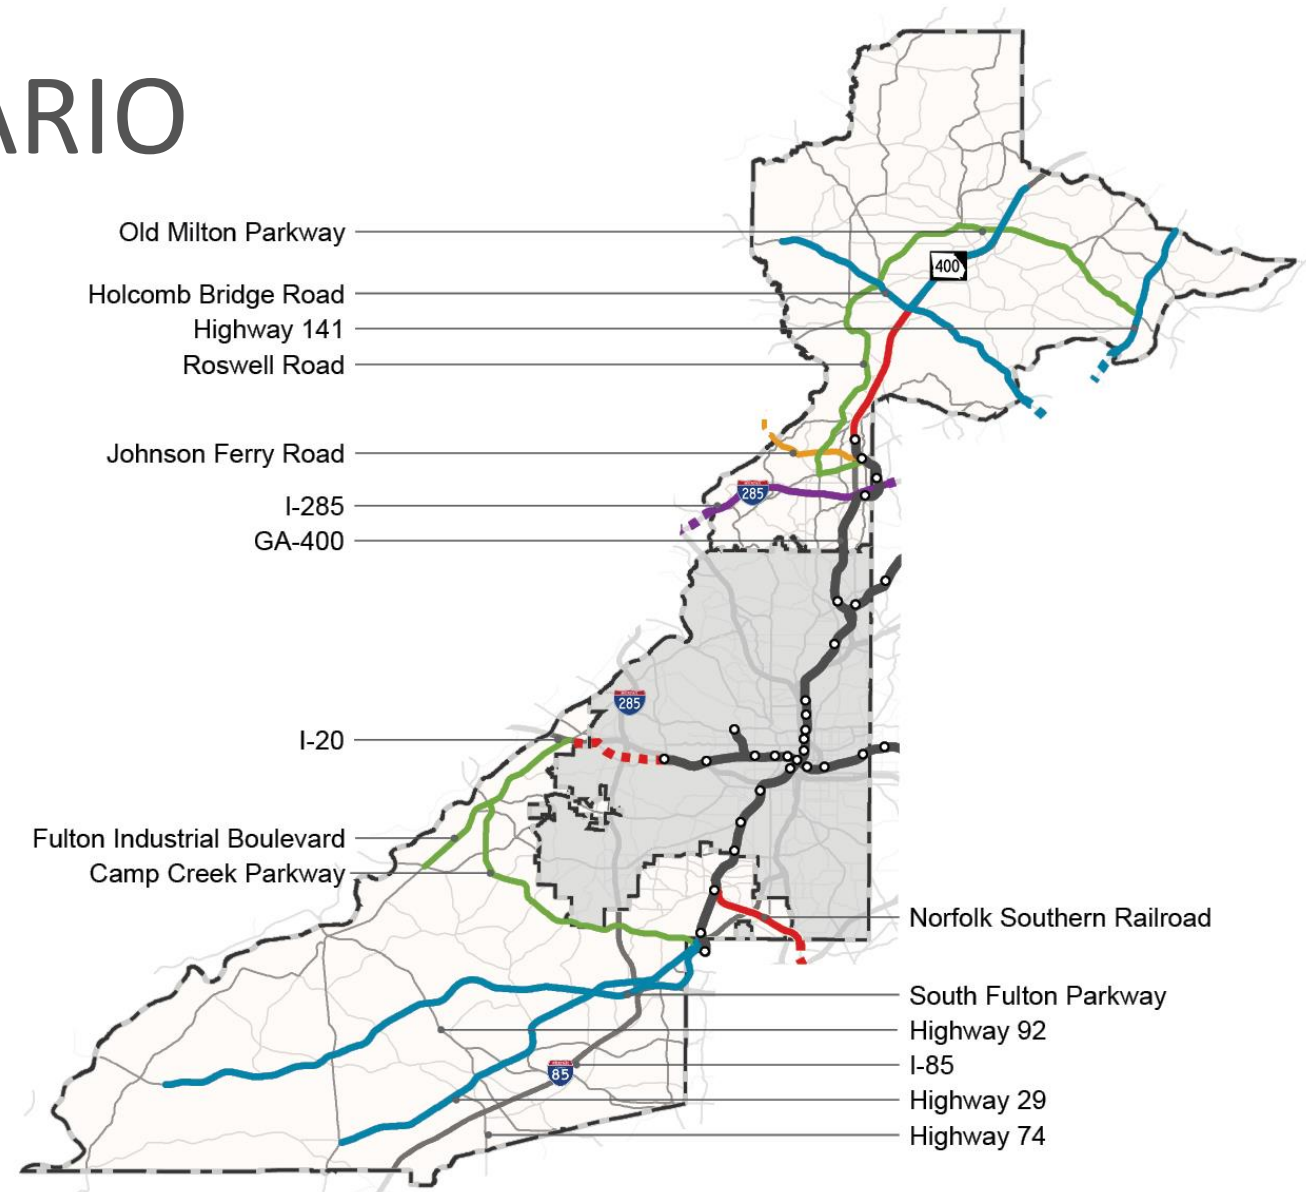 ARIO
Old Milton Parkway
400
Holcomb Bridge Road
Highway 141
Roswell Road
Johnson Ferry Road
285
I-285
GA-400
285
I-20
Fulton Industrial Boulevard
Camp Creek Parkway
Norfolk Southern Railroad
South Fulton Parkway
Highway 92
I-85
85
Highway 29
Highway 74